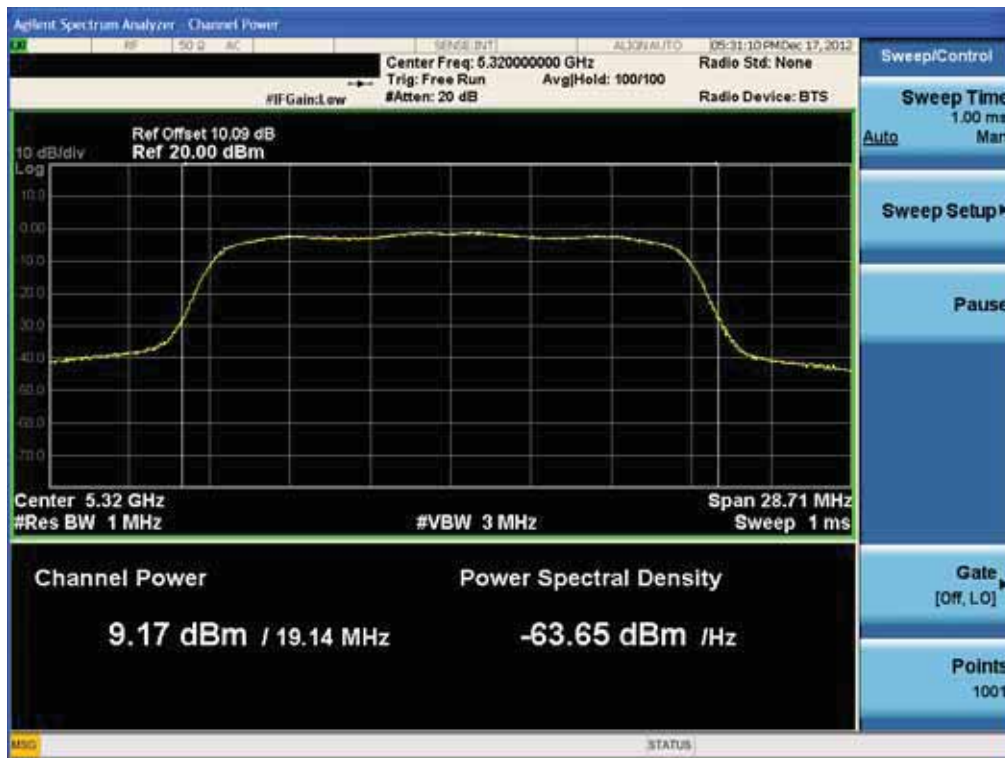 Agilent Spectrum Analyzer - Channel Power
RF 50 Ω AC SENSE:INT ALIGNAUTO 05:31:10 PM Dec 17, 2012
Center Freq: 5.320000000 GHz Radio Std: None
Trig: Free Run Avg|Hold: 100/100
#IFGain:Low #Atten: 20 dB Radio Device: BTS
Ref Offset 10.09 dB
10 dB/div Ref 20.00 dBm
Log
10.0
0.00
-10.0
-20.0
-30.0
-40.0
-50.0
-60.0
-70.0
Center 5.32 GHz Span 28.71 MHz
#Res BW 1 MHz #VBW 3 MHz Sweep 1 ms
Channel Power Power Spectral Density
9.17 dBm / 19.14 MHz -63.65 dBm /Hz
MSG STATUS
Sweep/Control
Sweep Time
1.00 ms
Auto Man
Sweep Setup
Pause
Gate
[Off, LO]
Points
1001